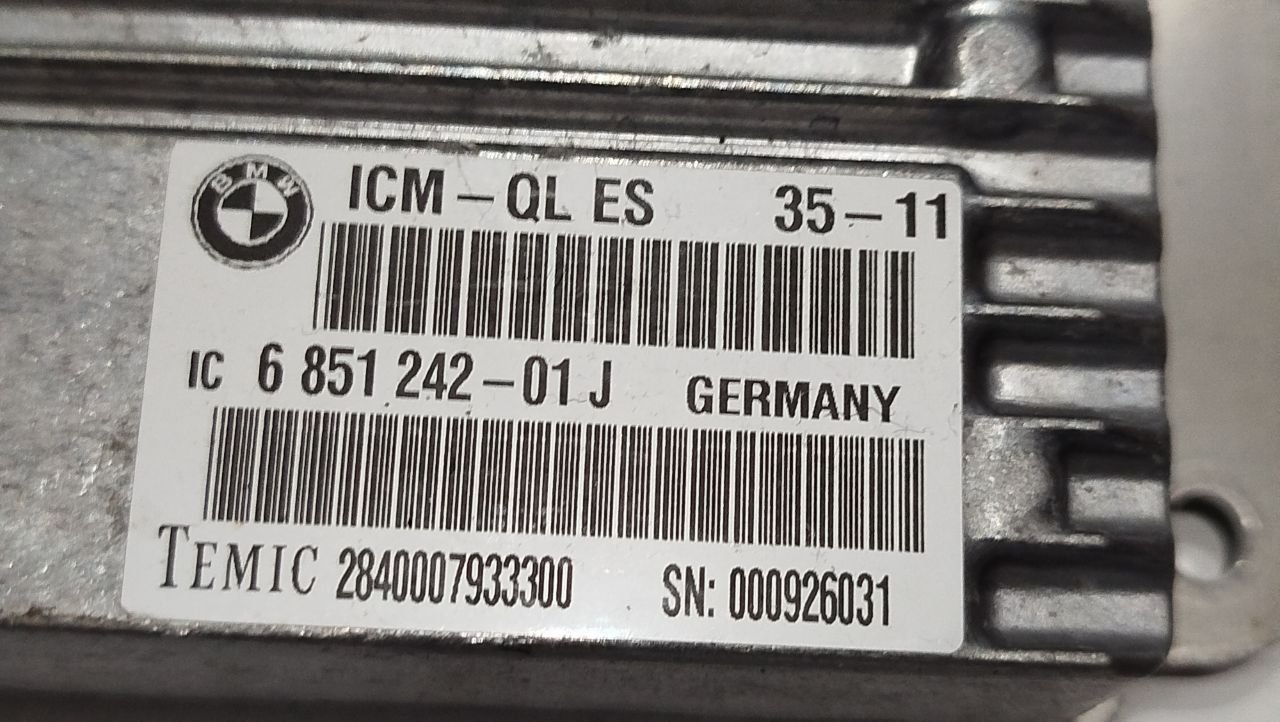 BMW
ICM – QL ES 35 – 11
IC 6 851 242 – 01 J GERMANY
TEMIC 2840007933300 SN: 000926031